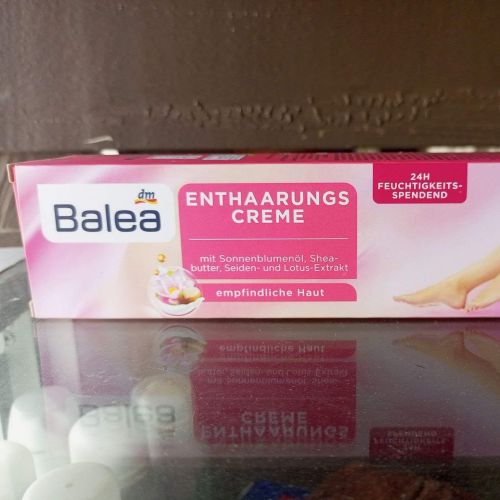 dm
Balea
ENTHAARUNGS
CREME
mit Sonnenblumenöl, Shea-
butter, Seiden- und Lotus-Extrakt
empfindliche Haut
24H
FEUCHTIGKEITS-
SPENDEND